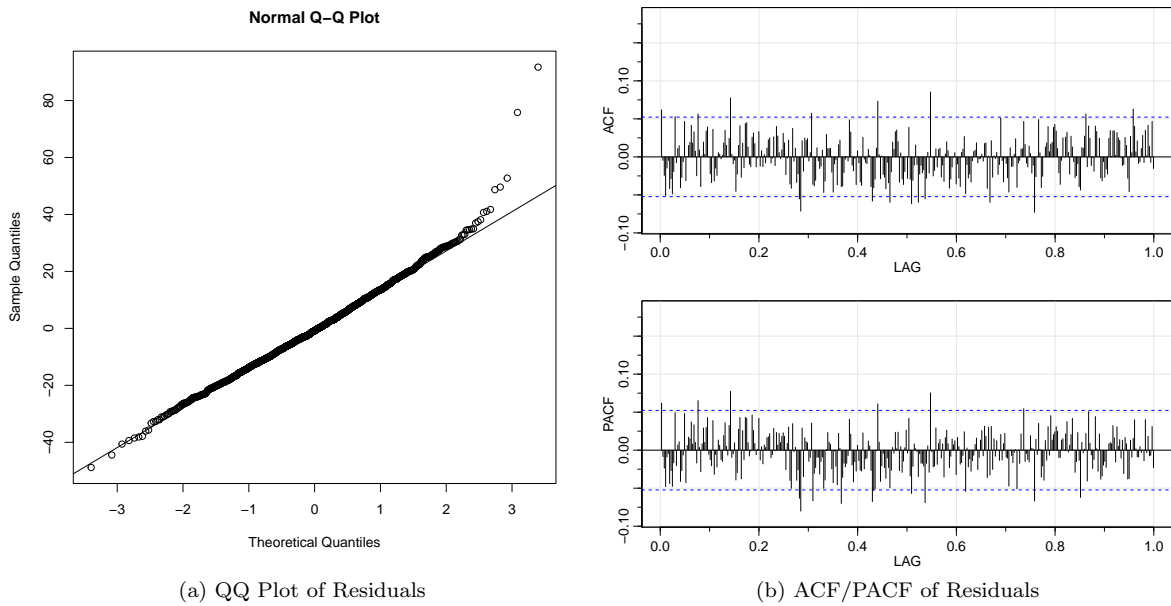 Normal Q−Q Plot
Sample Quantiles
80
60
40
20
0
−20
−40
−3 −2 −1 0 1 2 3
Theoretical Quantiles
(a) QQ Plot of Residuals
ACF
0.10
0.00
−0.10
0.0 0.2 0.4 0.6 0.8 1.0
LAG
PACF
0.10
0.00
−0.10
0.0 0.2 0.4 0.6 0.8 1.0
LAG
(b) ACF/PACF of Residuals